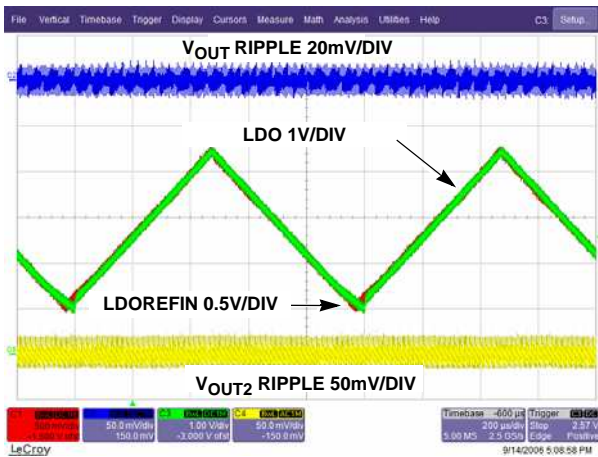 File Vertical Timebase Trigger Display Cursors Measure Math Analysis Utilities Help C3: Setup...
VOUT RIPPLE 20mV/DIV
LDO 1V/DIV
LDOREFIN 0.5V/DIV
VOUT2 RIPPLE 50mV/DIV
C1 C3 C4 Timebase -600 µs Trigger
50.0 mV/div 1.00 V/div 50.0 mV/div 200 µs/div Stop 2.57 V
150.0 mV -3.000 V ofst -150.0 mV 5.00 MS 2.5 GS/s Edge Positive
LeCroy 9/14/2006 5:08:58 PM